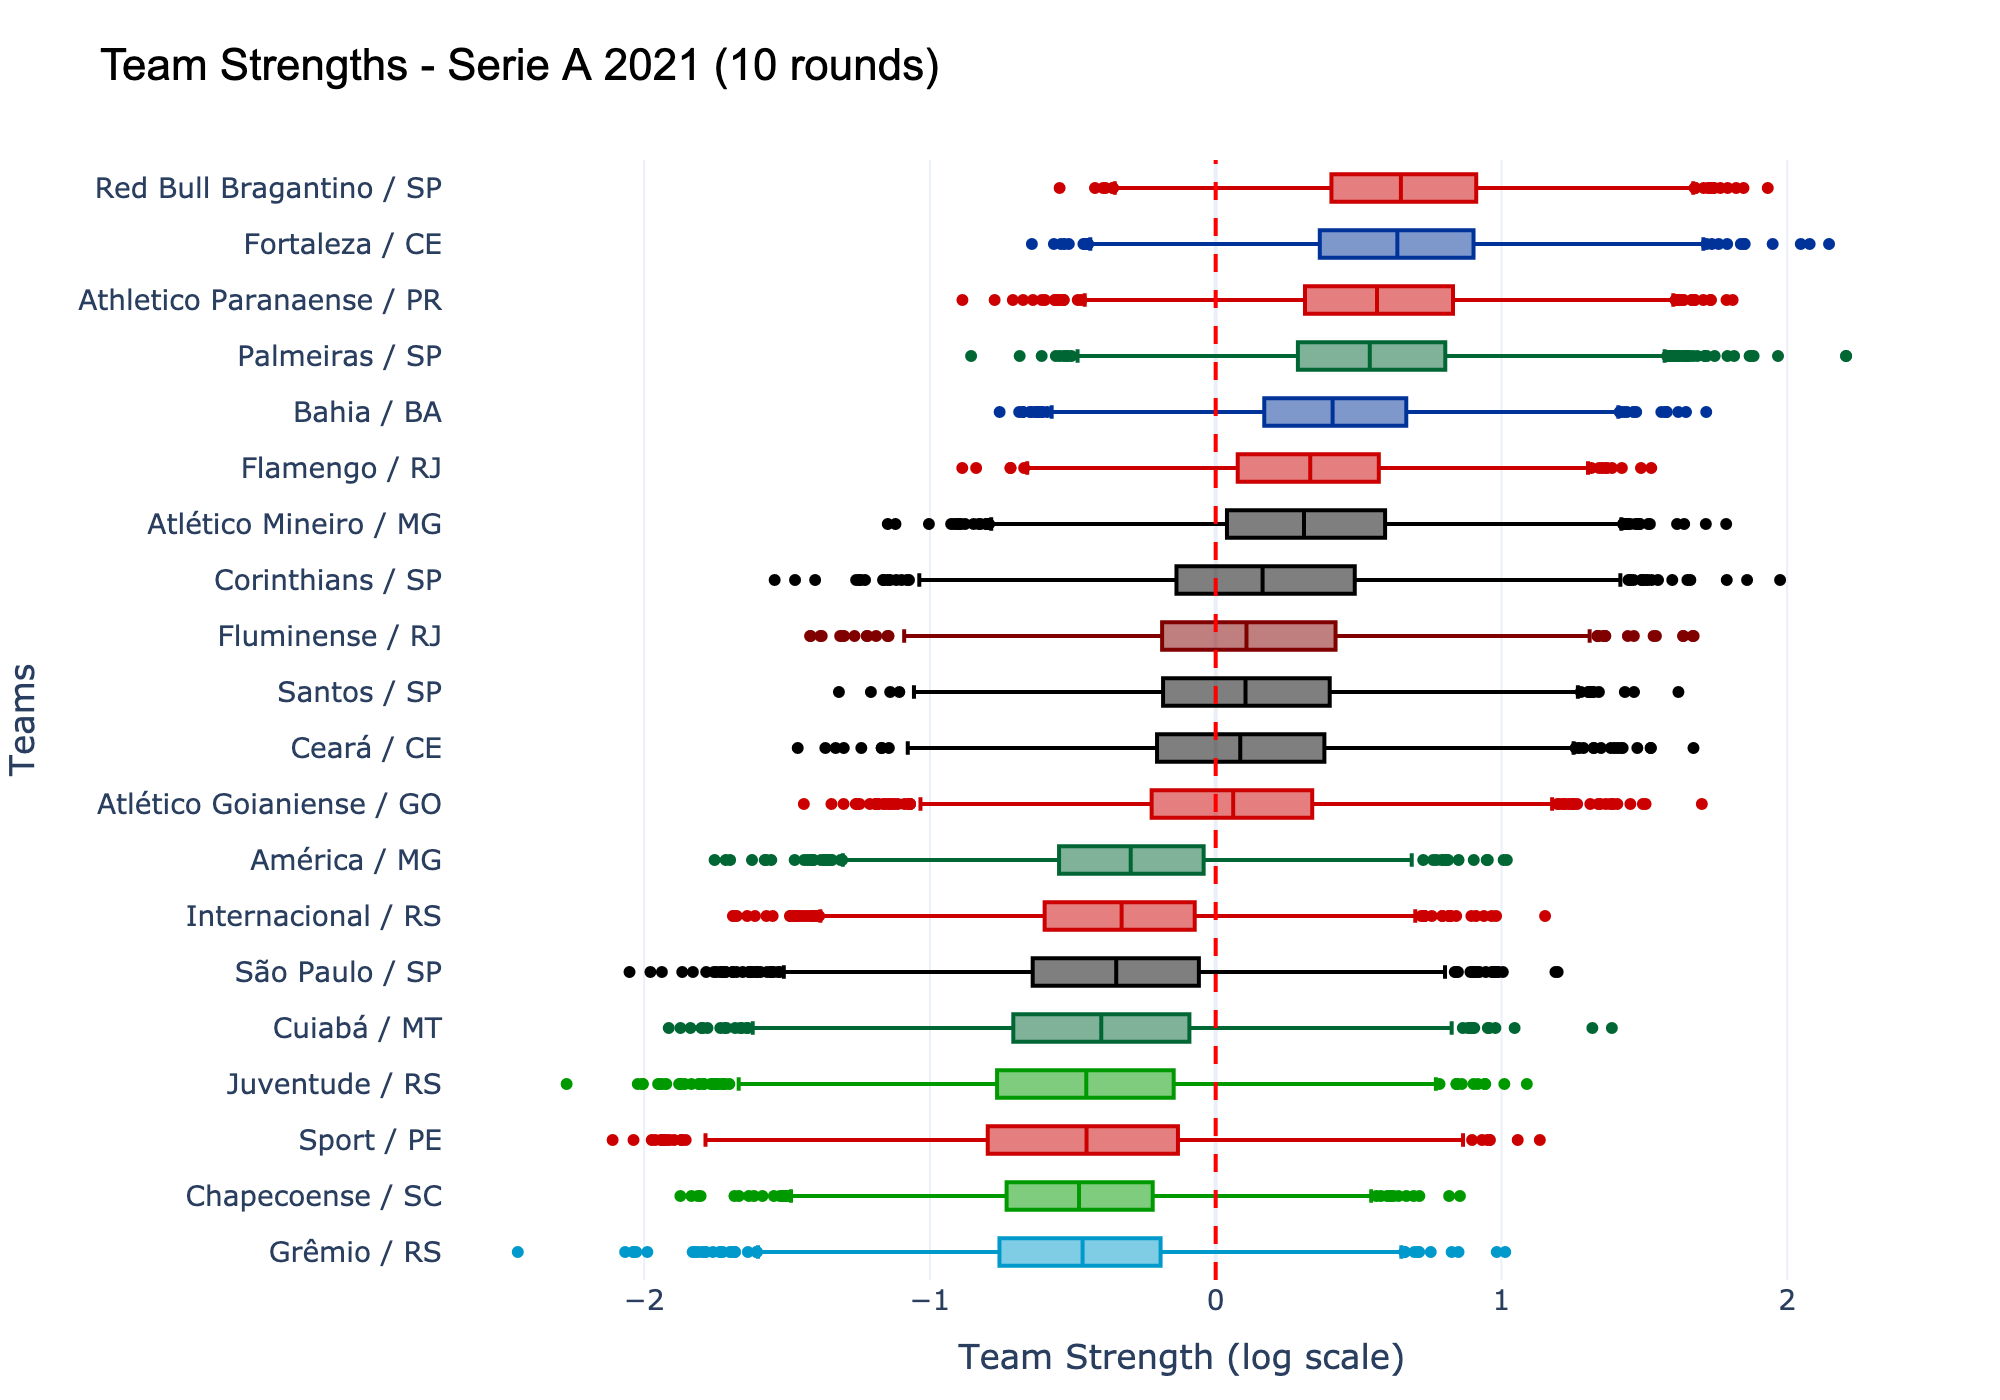 Team Strengths - Serie A 2021 (10 rounds)
Teams
Red Bull Bragantino / SP
Fortaleza / CE
Athletico Paranaense / PR
Palmeiras / SP
Bahia / BA
Flamengo / RJ
Atlético Mineiro / MG
Corinthians / SP
Fluminense / RJ
Santos / SP
Ceará / CE
Atlético Goianiense / GO
América / MG
Internacional / RS
São Paulo / SP
Cuiabá / MT
Juventude / RS
Sport / PE
Chapecoense / SC
Grêmio / RS
−2 −1 0 1 2
Team Strength (log scale)